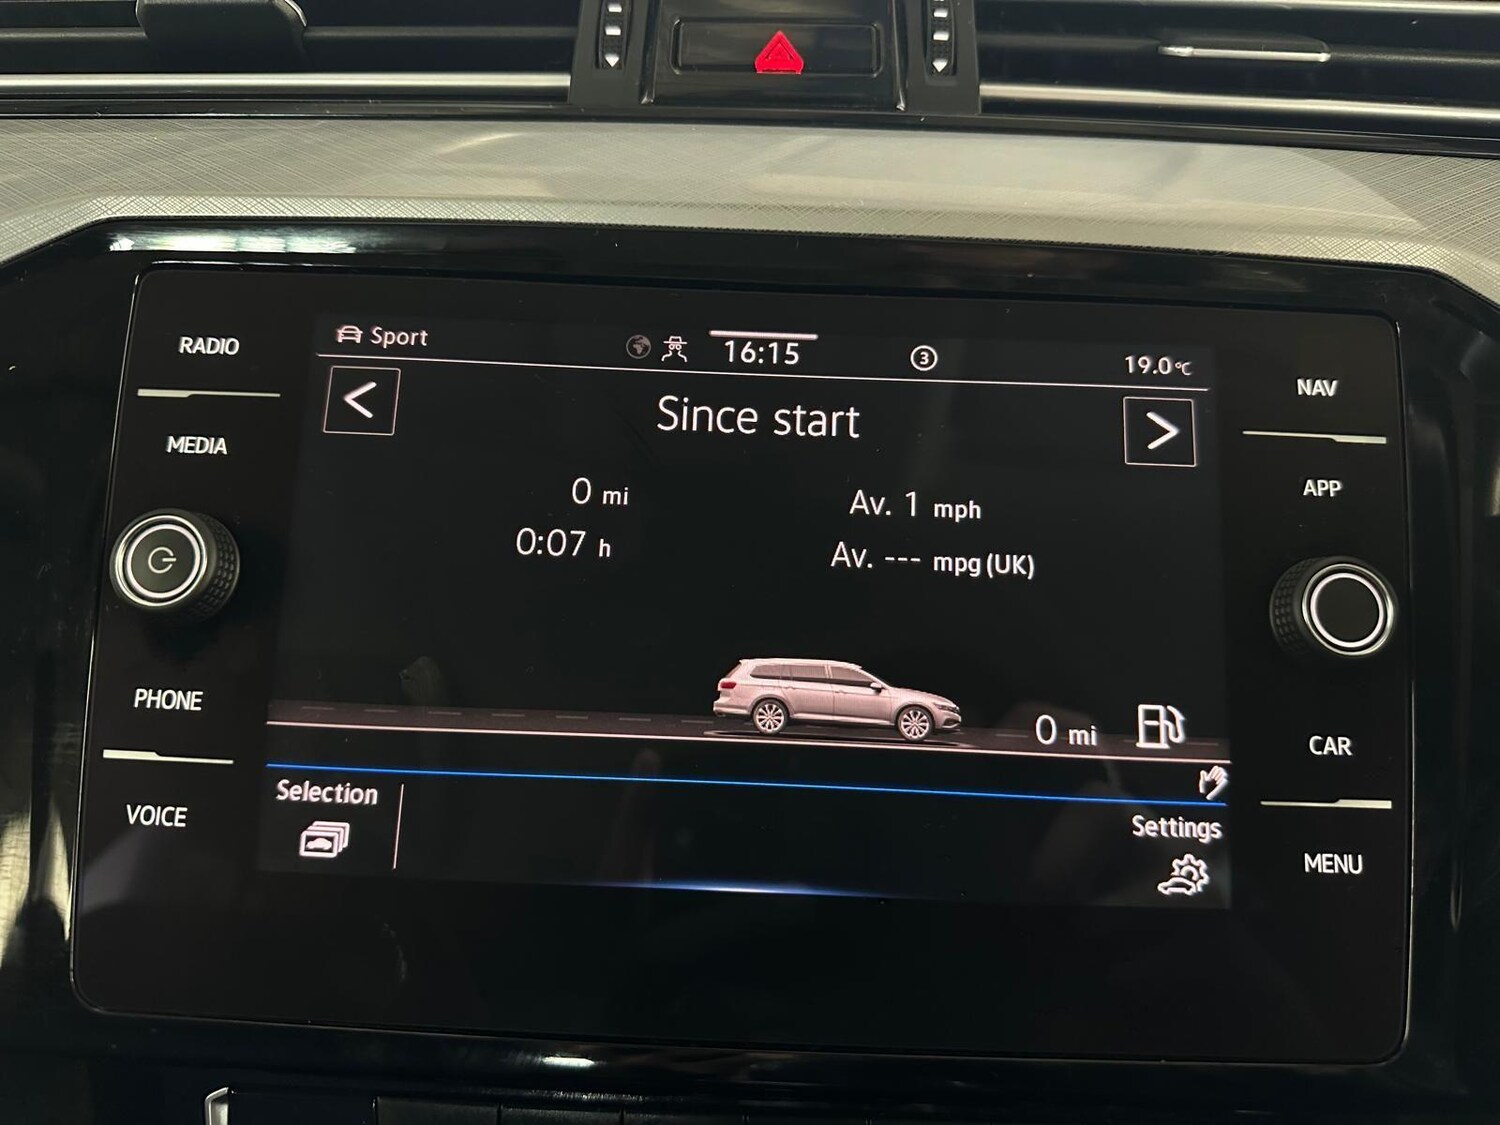 RADIO
MEDIA
PHONE
VOICE
Sport
16:15
3
19.0°C
<
Since start
>
0 mi
Av. 1 mph
0:07 h
Av. --- mpg (UK)
0 mi
Selection
Settings
NAV
APP
CAR
MENU